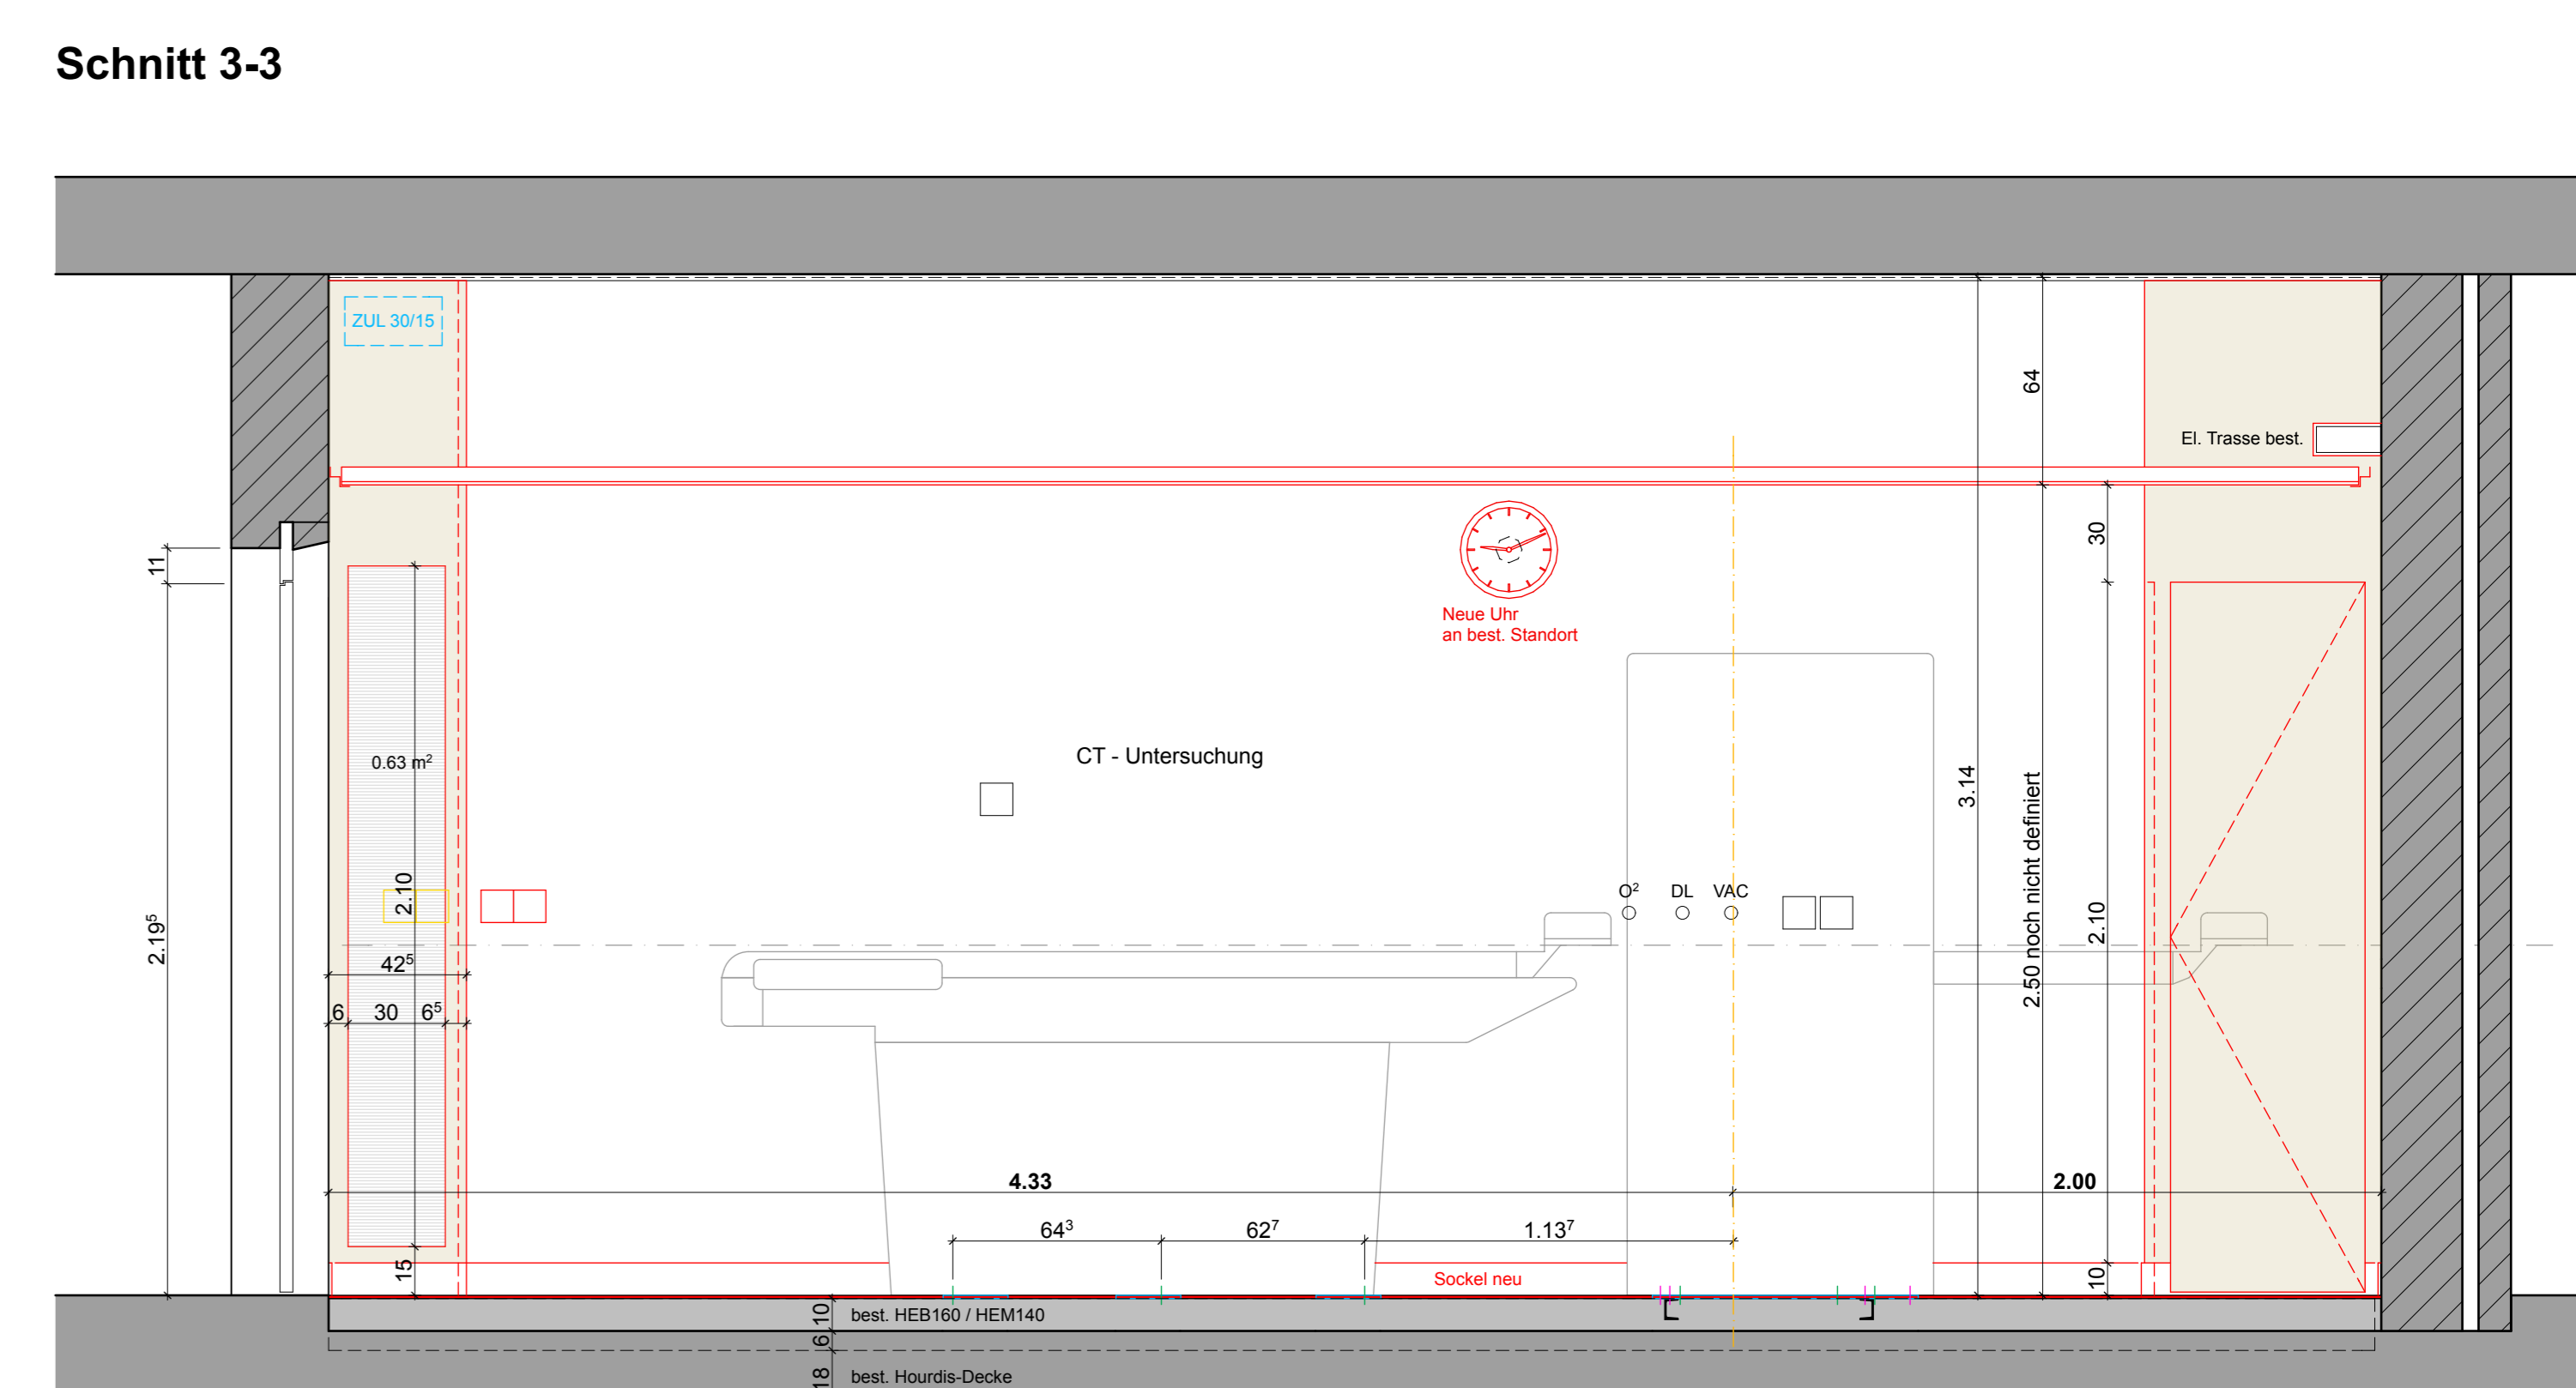 Schnitt 3-3
ZUL 30/15
64
El. Trasse best.
11
30
Neue Uhr
an best. Standort
0.63 m²
CT - Untersuchung
3.14
2.50 noch nicht definiert
2.10
O² DL VAC
2.10
2.19⁵
42⁵
6 30 6⁵
4.33 2.00
64³ 62⁷ 1.13⁷
15
Sockel neu
10
10
best. HEB160 / HEM140
6
18
best. Hourdis-Decke